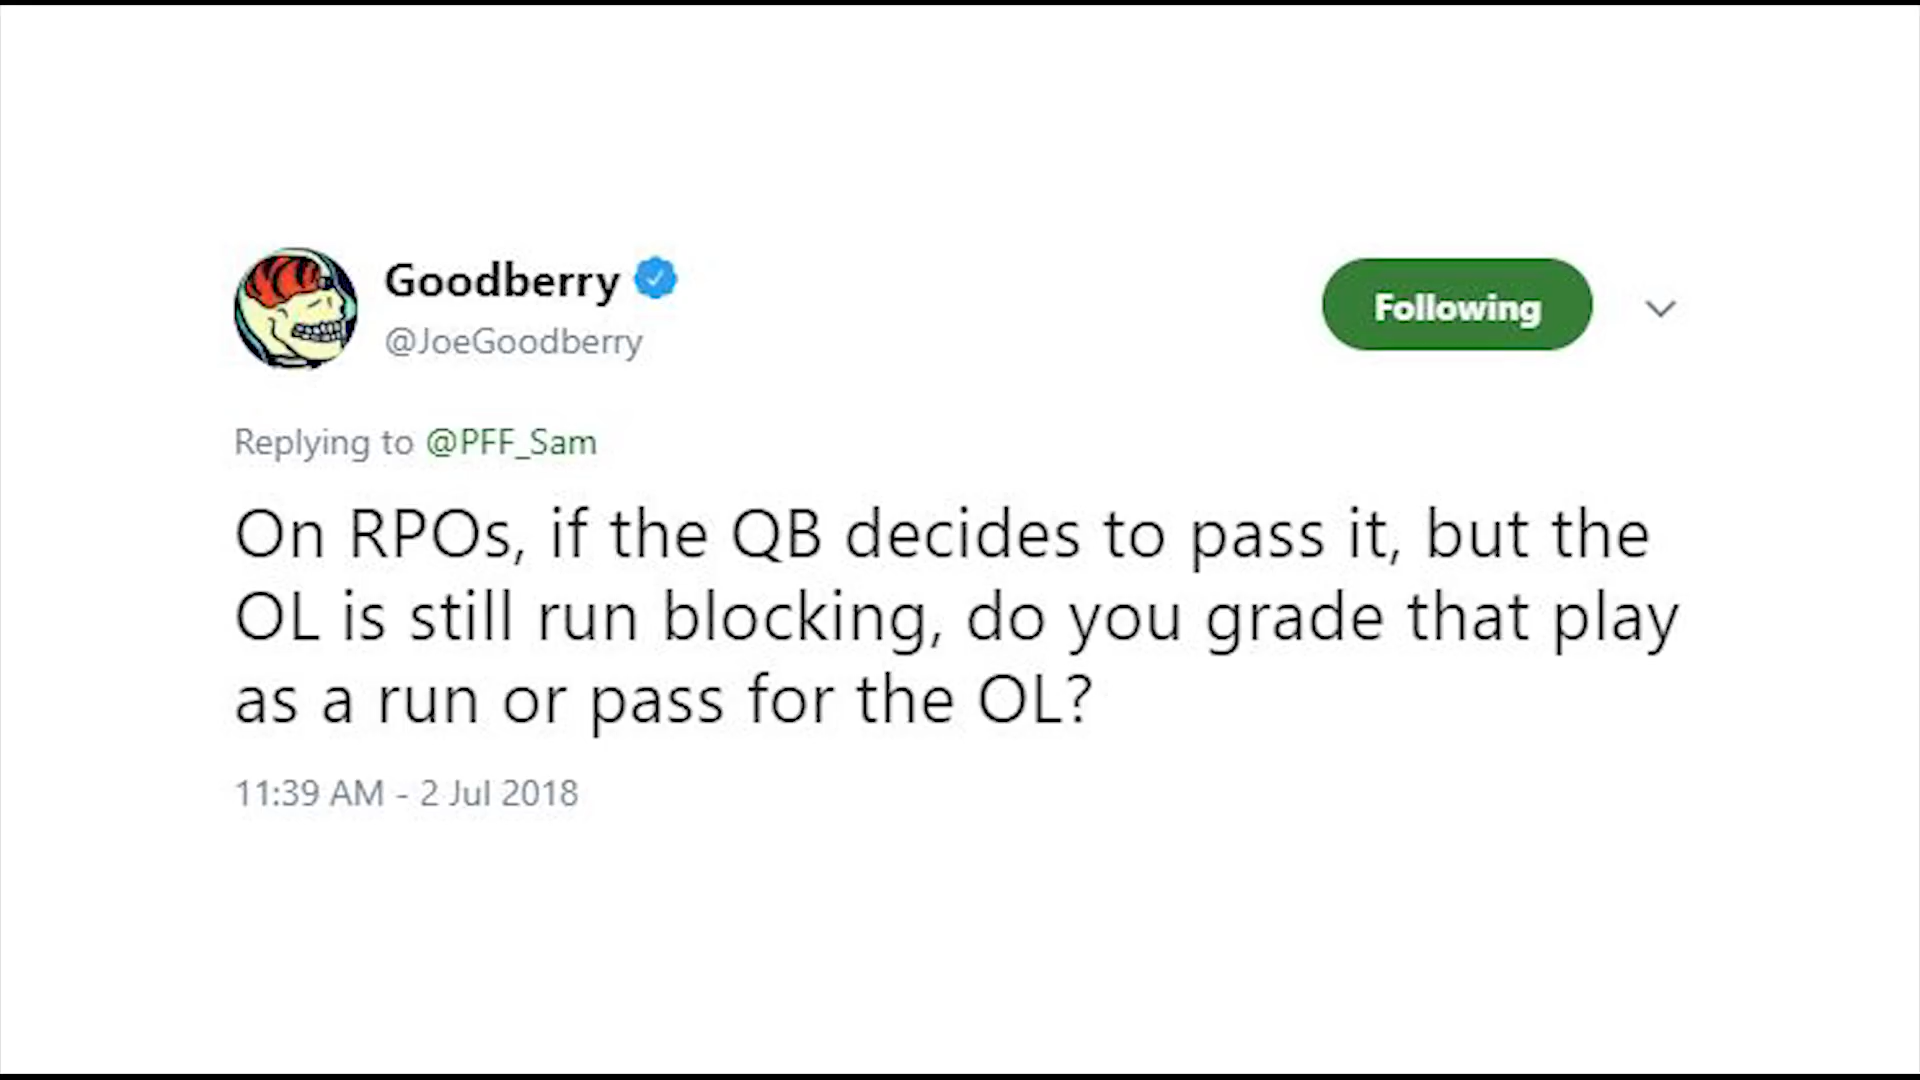 Goodberry
@JoeGoodberry
Following
Replying to @PFF_Sam
On RPOs, if the QB decides to pass it, but the
OL is still run blocking, do you grade that play
as a run or pass for the OL?
11:39 AM - 2 Jul 2018